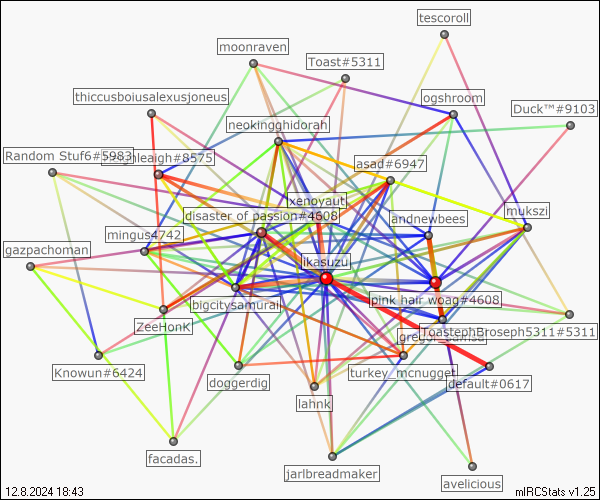 tescoroll
moonraven
Toast#5311
thiccusboiusalexusjoneus
ogshroom
Duck™#9103
neokingghidorah
Random Stuf6#5983
nleigh#8575
asad#6947
xenoyaut
disaster of passion#4608
andnewbees
mukszi
mingus4742
gazpachoman
ikasuzu
pink hair woag#4608
bigcitysamurai
ZeeHonk
ToastephBroseph5311#5311
Knowun#6424
doggerdig
turkey_mcnugget
default#0617
lahnk
facadas.
jarlbreadmaker
avelicious
12.8.2024 18:43
mIRCStats v1.25